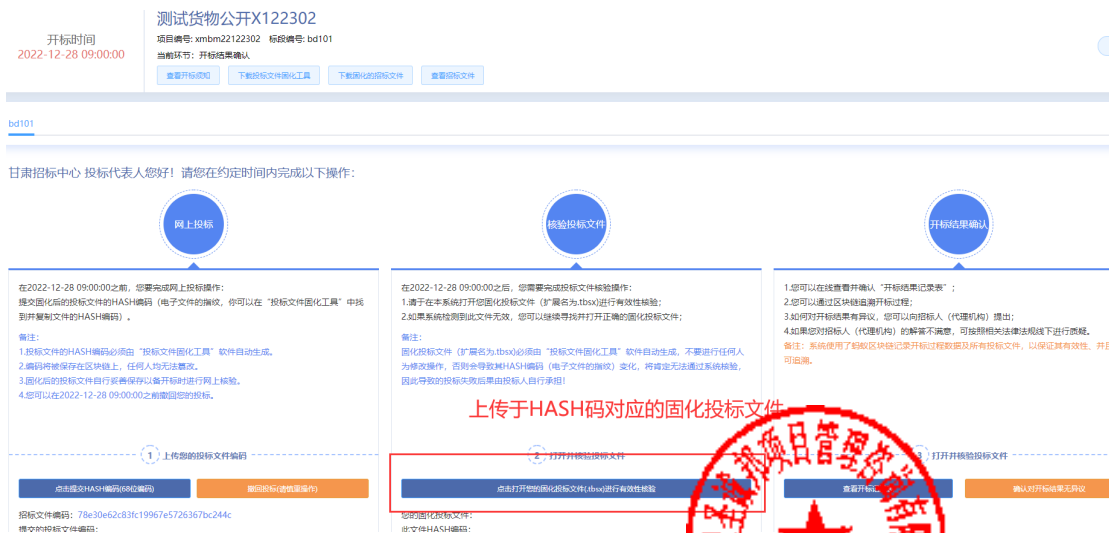 开标时间
2022-12-28 09:00:00
测试货物公开X122302
项目编号: xmbm22122302 标段编号: bd101
当前环节: 开标结果确认
查看开标须知 下载投标文件固化工具 下载固化的招标文件 查看招标文件
bd101
甘肃招标中心 投标代表人您好！请您在约定时间内完成以下操作:
网上投标
在2022-12-28 09:00:00之前，您要完成网上投标操作:
提交固化后的投标文件的HASH编码（电子文件的指纹，你可以在“投标文件固化工具”中找
到并复制文件的HASH编码）。
备注:
1.投标文件的HASH编码必须由“投标文件固化工具”软件自动生成。
2.编码将被保存在区块链上，任何人均无法篡改。
3.固化后的投标文件自行妥善保存以备开标时进行网上核验。
4.您可以在2022-12-28 09:00:00之前撤回您的投标。
1 上传您的投标文件编码
点击提交HASH编码(68位编码) 撤回投标(请慎重操作)
招标文件编码: 78e30e62c83fc19967e5726367bc244c
提交的投标文件编码:
核验投标文件
在2022-12-28 09:00:00之后，您需要完成投标文件核验操作:
1.请于在本系统打开您固化投标文件（扩展名为.tbsx)进行有效性核验；
2.如果系统检测到此文件无效，您可以继续寻找并打开正确的固化投标文件；
备注:
固化投标文件（扩展名为.tbsx)必须由“投标文件固化工具”软件自动生成，不要进行任何人
为修改操作，否则会导致其HASH编码（电子文件的指纹）变化，将肯定无法通过系统核验，
因此导致的投标失败后果由投标人自行承担！
上传于HASH码对应的固化投标文件
2 打开并核验投标文件
点击打开您的固化投标文件(.tbsx)进行有效性核验
您的固化投标文件:
此文件HASH编码:
开标结果确认
1.您可以在线查看并确认“开标结果记录表”；
2.您可以通过区块链追溯开标过程；
3.如何对开标结果有异议，您可以向招标人（代理机构）提出；
4.如果您对招标人（代理机构）的解答不满意，可按照相关法律法规线下进行质疑。
备注: 系统使用了蚂蚁区块链记录开标过程数据及所有投标文件，以保证其有效性、并且
可追溯。
3 打开并核验投标文件
查看开标 确认对开标结果无异议
项目管理咨询